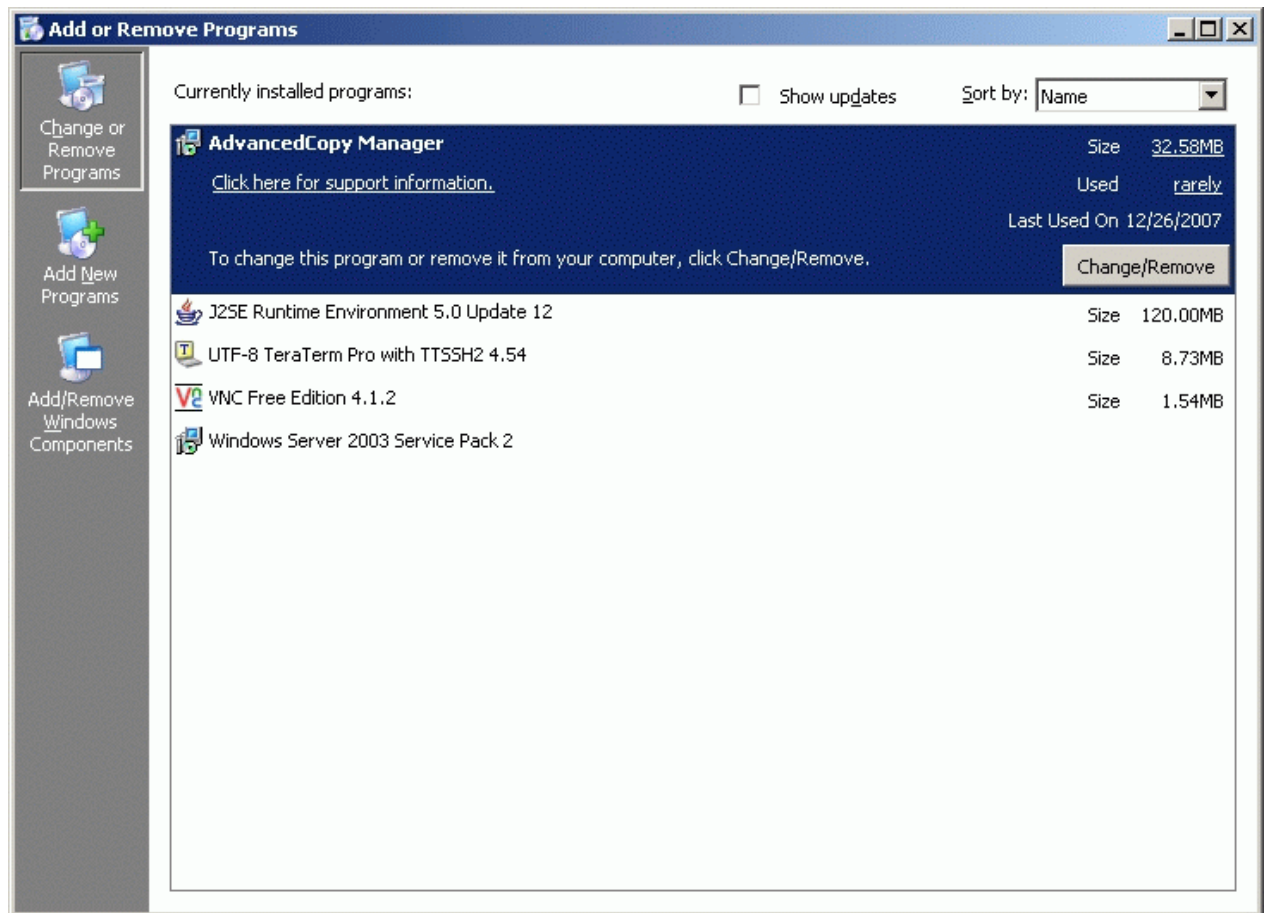 Add or Remove Programs
Change or
Remove
Programs
Add New
Programs
Add/Remove
Windows
Components
Currently installed programs:
Show updates
Sort by: Name
AdvancedCopy Manager
Size 32.58MB
Click here for support information.
Used rarely
Last Used On 12/26/2007
To change this program or remove it from your computer, click Change/Remove.
Change/Remove
J2SE Runtime Environment 5.0 Update 12
Size 120.00MB
UTF-8 TeraTerm Pro with TTSSH2 4.54
Size 8.73MB
VNC Free Edition 4.1.2
Size 1.54MB
Windows Server 2003 Service Pack 2